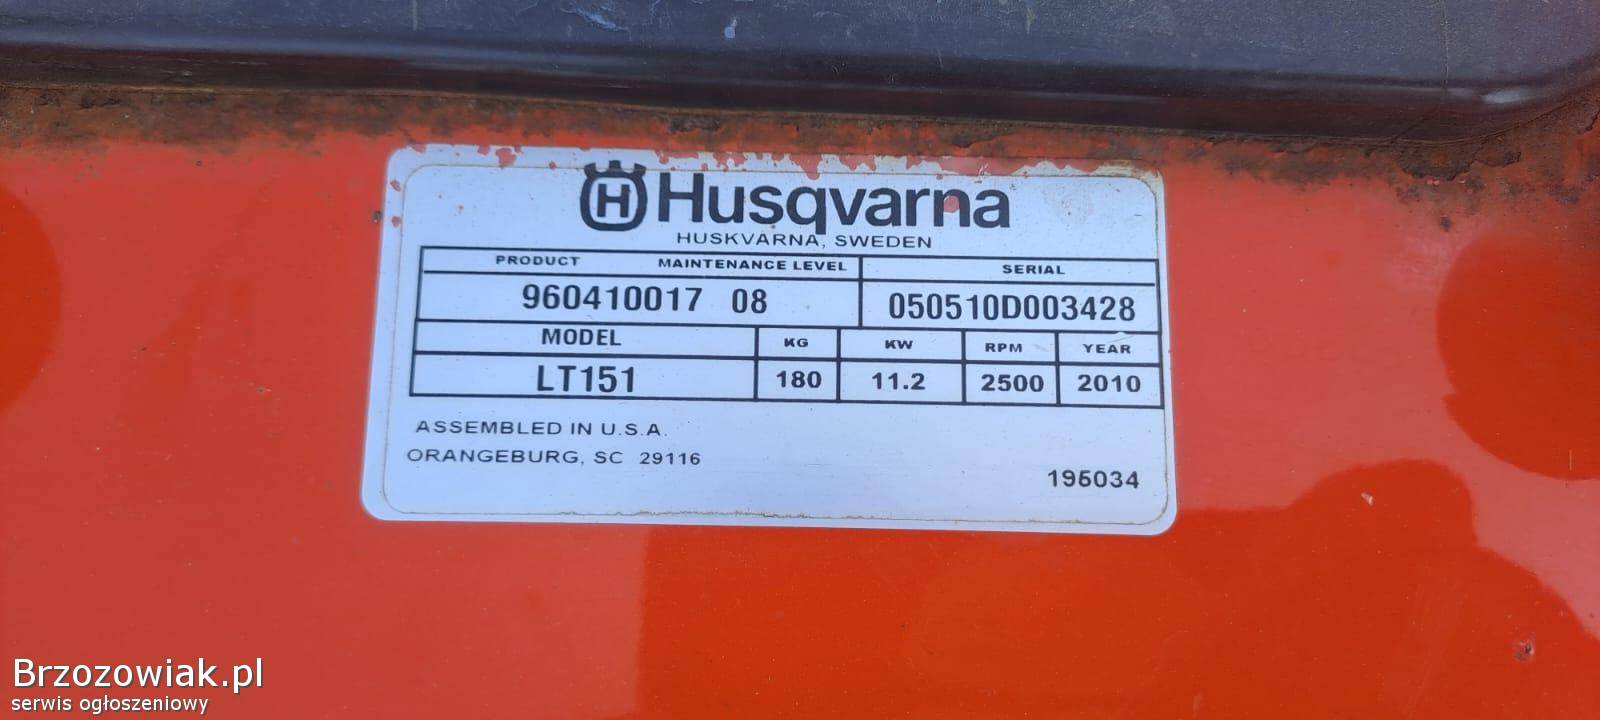 H Husqvarna
HUSKVARNA, SWEDEN
PRODUCT MAINTENANCE LEVEL SERIAL
960410017 08 050510D003428
MODEL KG KW RPM YEAR
LT151 180 11.2 2500 2010
ASSEMBLED IN U.S.A.
ORANGEBURG, SC 29116
195034
Brzozowiak.pl
serwis ogłoszeniowy